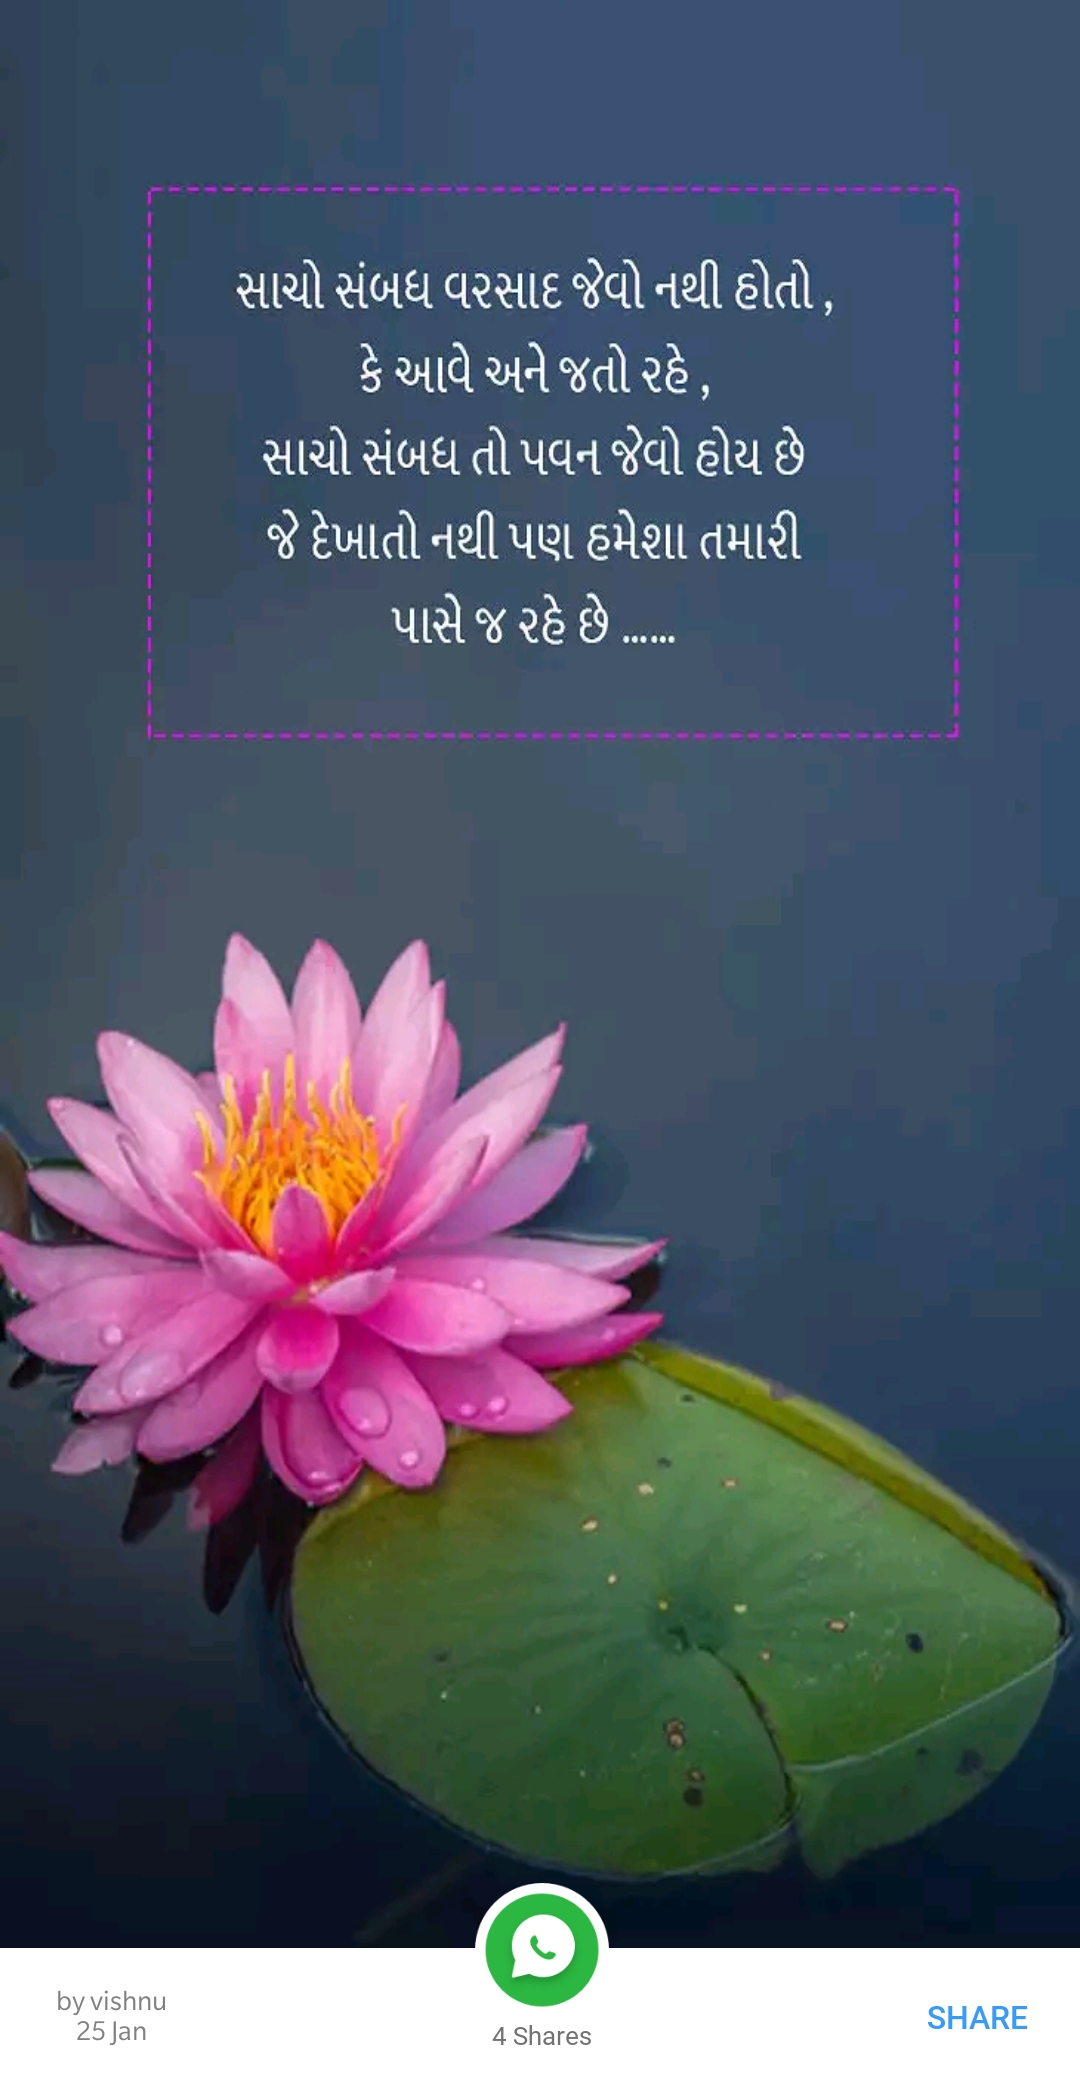 સાચો સંબધ વરસાદ જેવો નથી હોતો ,
કે આવે અને જતો રહે ,
સાચો સંબધ તો પવન જેવો હોય છે
જે દેખાતો નથી પણ હમેશા તમારી
પાસે જ રહે છે ......
by vishnu
25 Jan
4 Shares
SHARE